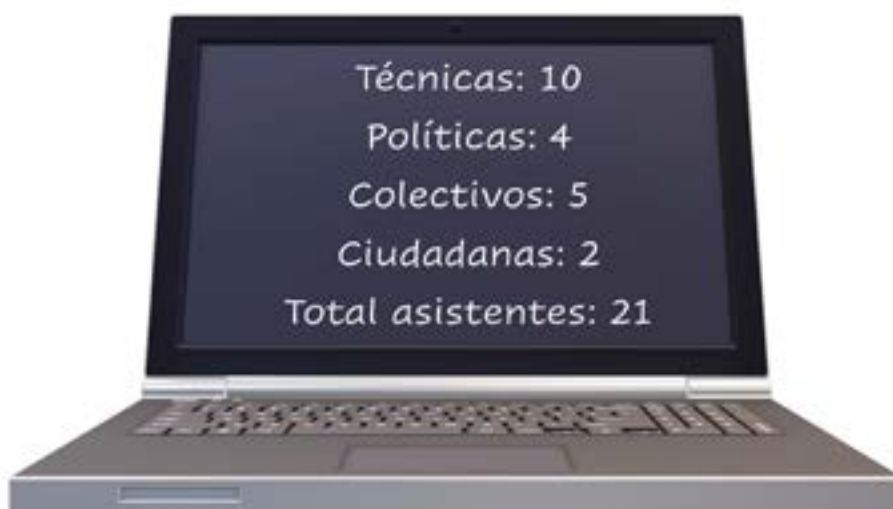 Técnicas: 10
Políticas: 4
Colectivos: 5
Ciudadanas: 2
Total asistentes: 21